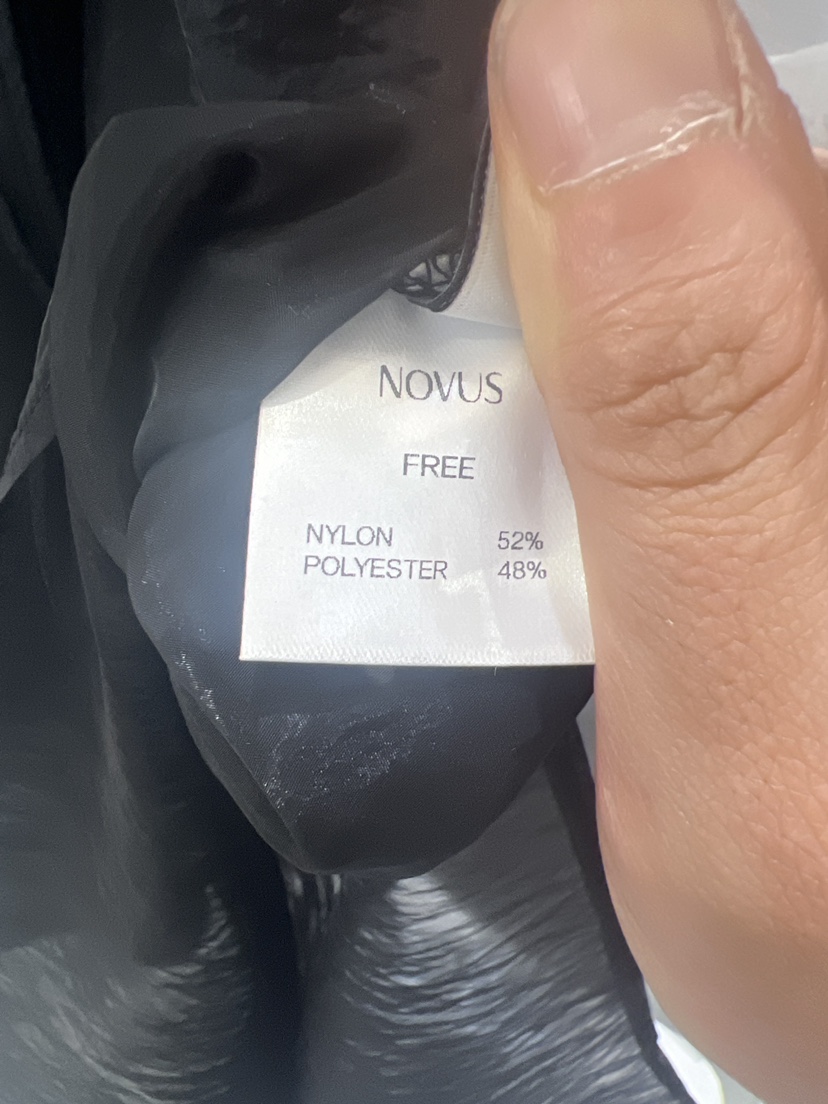 NOVUS
FREE
NYLON 52%
POLYESTER 48%